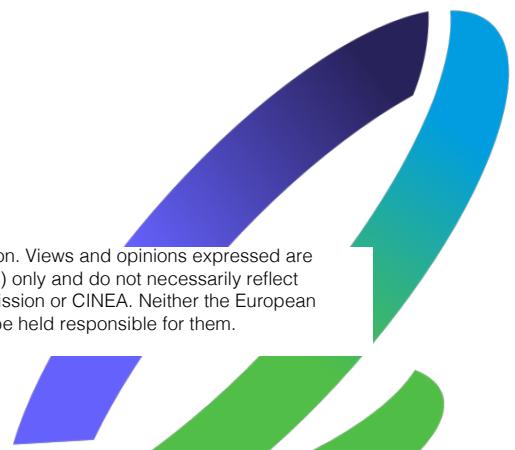 on. Views and opinions expressed are
) only and do not necessarily reflect
ission or CINEA. Neither the European
be held responsible for them.